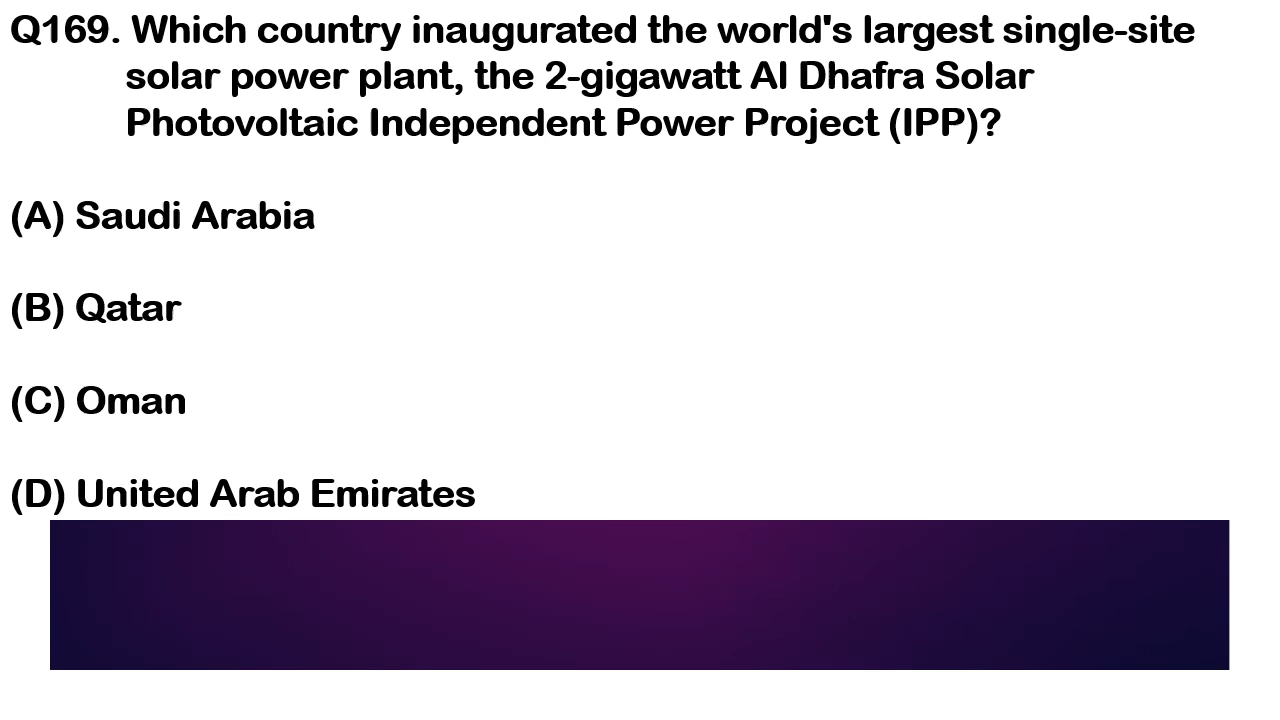 Q169. Which country inaugurated the world's largest single-site
solar power plant, the 2-gigawatt Al Dhafra Solar
Photovoltaic Independent Power Project (IPP)?
(A) Saudi Arabia
(B) Qatar
(C) Oman
(D) United Arab Emirates